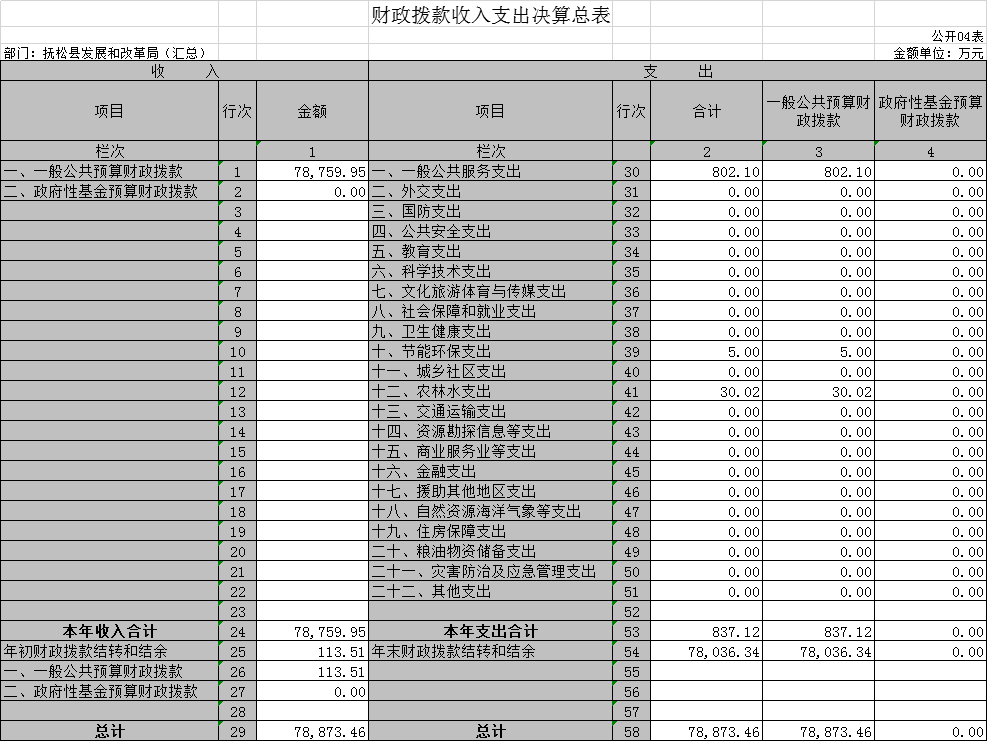 财政拨款收入支出决算总表
公开04表
部门：抚松县发展和改革局（汇总） 金额单位：万元
收 入 支 出
项目 行次 金额 项目 行次 合计 一般公共预算财政拨款 政府性基金预算财政拨款
栏次 1 栏次 2 3 4
一、一般公共预算财政拨款 1 78,759.95 一、一般公共服务支出 30 802.10 802.10 0.00
二、政府性基金预算财政拨款 2 0.00 二、外交支出 31 0.00 0.00 0.00
3 三、国防支出 32 0.00 0.00 0.00
4 四、公共安全支出 33 0.00 0.00 0.00
5 五、教育支出 34 0.00 0.00 0.00
6 六、科学技术支出 35 0.00 0.00 0.00
7 七、文化旅游体育与传媒支出 36 0.00 0.00 0.00
8 八、社会保障和就业支出 37 0.00 0.00 0.00
9 九、卫生健康支出 38 0.00 0.00 0.00
10 十、节能环保支出 39 5.00 5.00 0.00
11 十一、城乡社区支出 40 0.00 0.00 0.00
12 十二、农林水支出 41 30.02 30.02 0.00
13 十三、交通运输支出 42 0.00 0.00 0.00
14 十四、资源勘探信息等支出 43 0.00 0.00 0.00
15 十五、商业服务业等支出 44 0.00 0.00 0.00
16 十六、金融支出 45 0.00 0.00 0.00
17 十七、援助其他地区支出 46 0.00 0.00 0.00
18 十八、自然资源海洋气象等支出 47 0.00 0.00 0.00
19 十九、住房保障支出 48 0.00 0.00 0.00
20 二十、粮油物资储备支出 49 0.00 0.00 0.00
21 二十一、灾害防治及应急管理支出 50 0.00 0.00 0.00
22 二十二、其他支出 51 0.00 0.00 0.00
23 52
本年收入合计 24 78,759.95 本年支出合计 53 837.12 837.12 0.00
年初财政拨款结转和结余 25 113.51 年末财政拨款结转和结余 54 78,036.34 78,036.34 0.00
一、一般公共预算财政拨款 26 113.51 55
二、政府性基金预算财政拨款 27 0.00 56
28 57
总计 29 78,873.46 总计 58 78,873.46 78,873.46 0.00